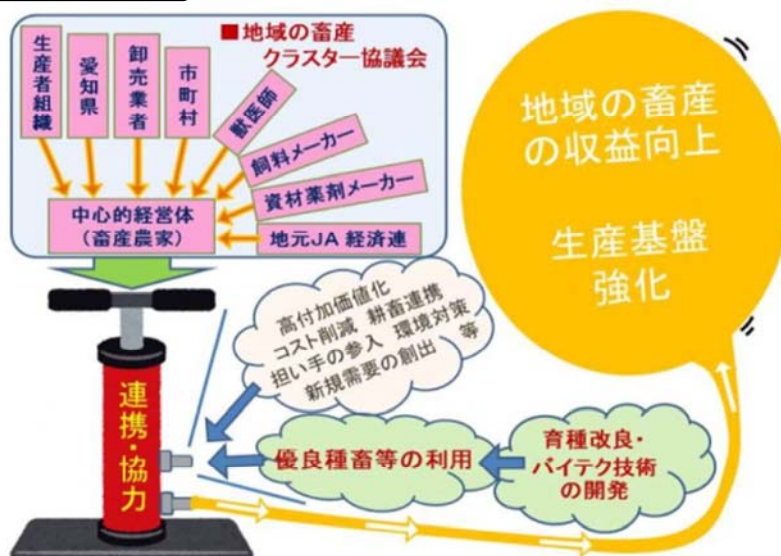 ■地域の畜産
クラスター協議会
生産者組織
愛知県
卸売業者
市町村
獣医師
飼料メーカー
資材薬剤メーカー
地元JA 経済連
中心的経営体
(畜産農家)
地域の畜産
の収益向上
生産基盤
強化
高付加価値化
コスト削減 耕畜連携
担い手の参入 環境対策
新規需要の創出 等
連携・協力
優良種畜等の利用
育種改良・
バイテク技術
の開発